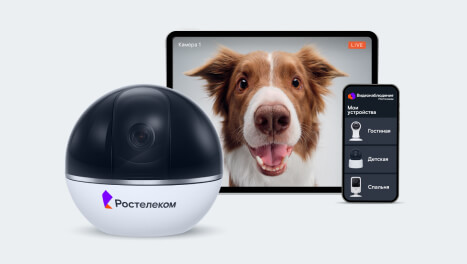 Камера 1
LIVE
Видеонаблюдение
Мои
устройства
Гостиная
Детская
Спальня
Ростелеком